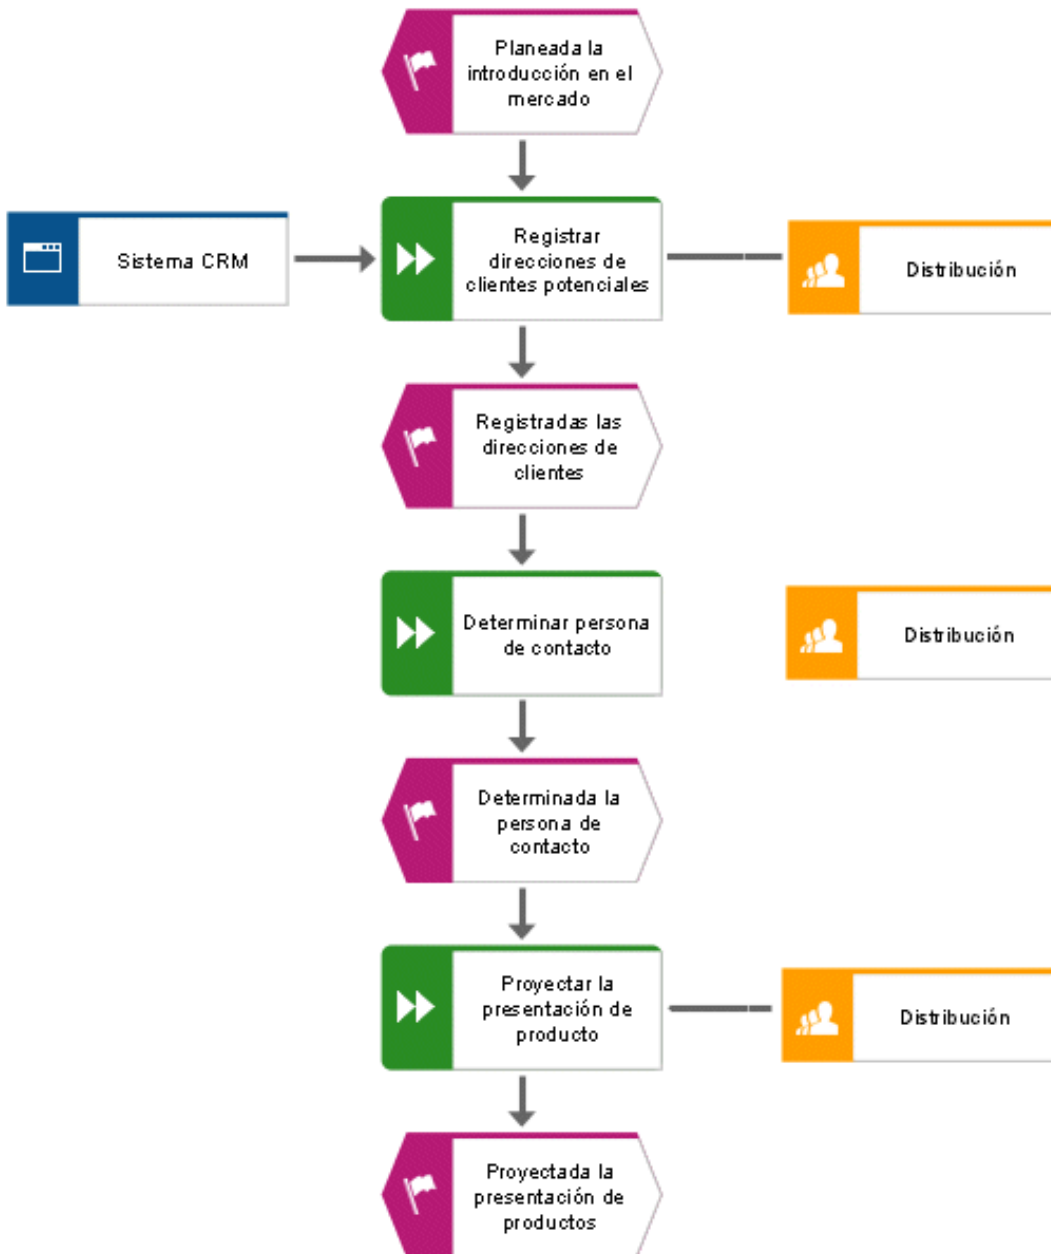 Planeada la
introducción en el
mercado
Sistema CRM
Registrar
direcciones de
clientes potenciales
Distribución
Registradas las
direcciones de
clientes
Determinar persona
de contacto
Distribución
Determinada la
persona de
contacto
Proyectar la
presentación de
producto
Distribución
Proyectada la
presentación de
productos